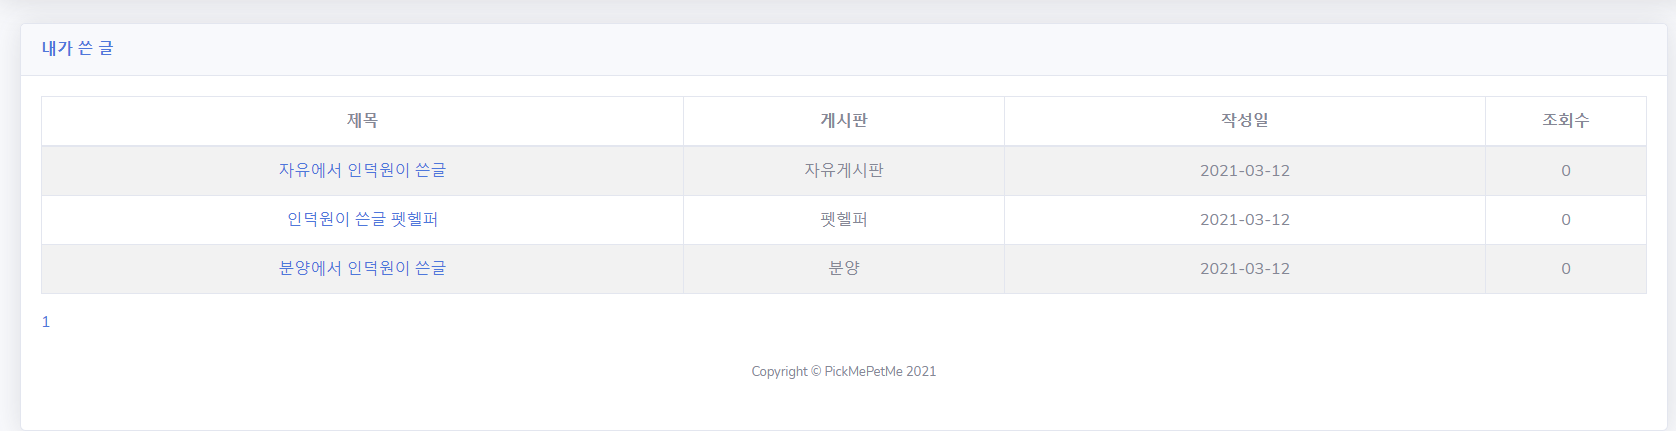 내가 쓴 글
제목 게시판 작성일 조회수
자유에서 인덕원이 쓴글 자유게시판 2021-03-12 0
인덕원이 쓴글 펫헬퍼 펫헬퍼 2021-03-12 0
분양에서 인덕원이 쓴글 분양 2021-03-12 0
1
Copyright © PickMePetMe 2021